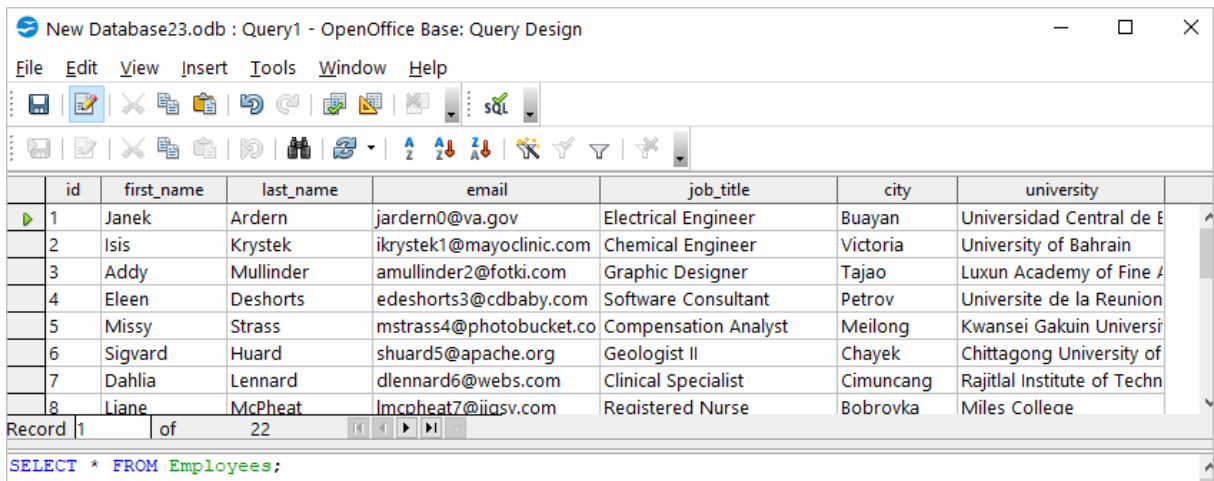 New Database23.odb : Query1 - OpenOffice Base: Query Design
File Edit View Insert Tools Window Help
SQL
id first_name last_name email job_title city university
1 Janek Ardern jardern0@va.gov Electrical Engineer Buayan Universidad Central de
2 Isis Krystek ikrystek1@mayoclinic.com Chemical Engineer Victoria University of Bahrain
3 Addy Mullinder amullinder2@fotki.com Graphic Designer Tajao Luxun Academy of Fine
4 Eleen Deshorts edeshorts3@cdbaby.com Software Consultant Petrov Universite de la Reunion
5 Missy Strass mstrass4@photobucket.co Compensation Analyst Meilong Kwansei Gakuin Universi
6 Sigvard Huard shuard5@apache.org Geologist II Chayek Chittagong University of
7 Dahlia Lennard dlennard6@webs.com Clinical Specialist Cimuncang Rajitlal Institute of Techn
8 Liane McPheat Registered Nurse Bobrovka Miles College
Record 1 of 22
SELECT * FROM Employees;